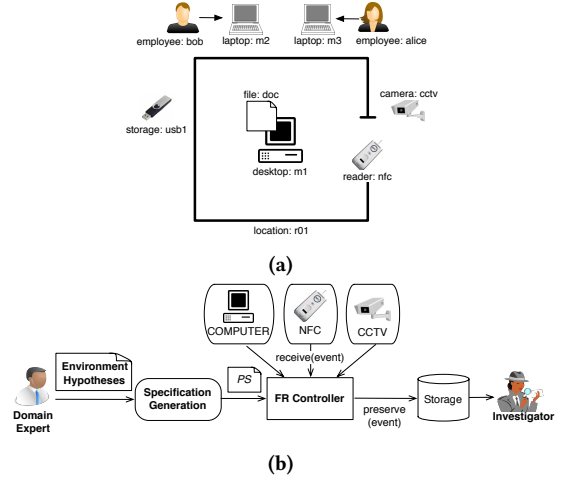 employee: bob
laptop: m2
laptop: m3
employee: alice
file: doc
camera: cctv
storage: usb1
desktop: m1
reader: nfc
location: r01
(a)
COMPUTER
NFC
CCTV
receive(event)
Environment
Hypotheses
PS
Specification
Generation
FR Controller
Storage
preserve
(event)
Domain
Expert
Investigator
(b)